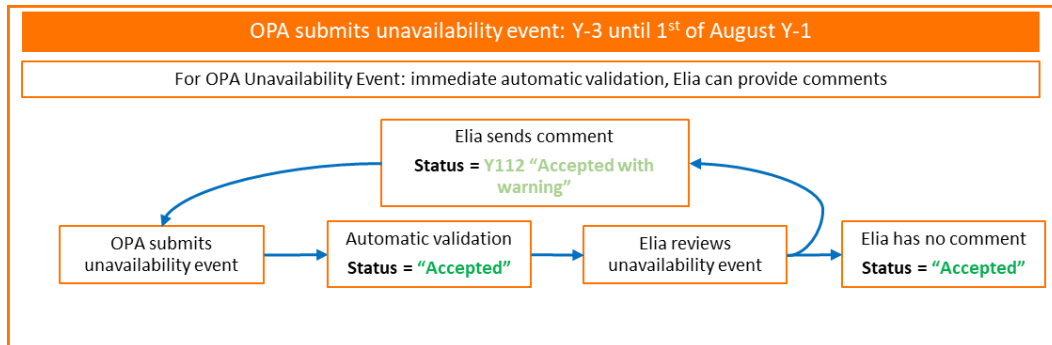 OPA submits unavailability event: Y-3 until 1st of August Y-1
For OPA Unavailability Event: immediate automatic validation, Elia can provide comments
Elia sends comment
Status = Y112 “Accepted with
warning”
OPA submits
unavailability event
Automatic validation
Status = “Accepted”
Elia reviews
unavailability event
Elia has no comment
Status = “Accepted”